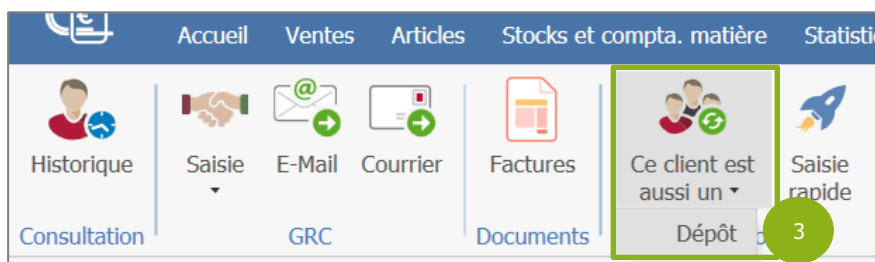 Accueil Ventes Articles Stocks et compta. matière
Historique Saisie E-Mail Courrier Factures Ce client est aussi un Saisie rapide
Consultation GRC Documents Dépôt 3